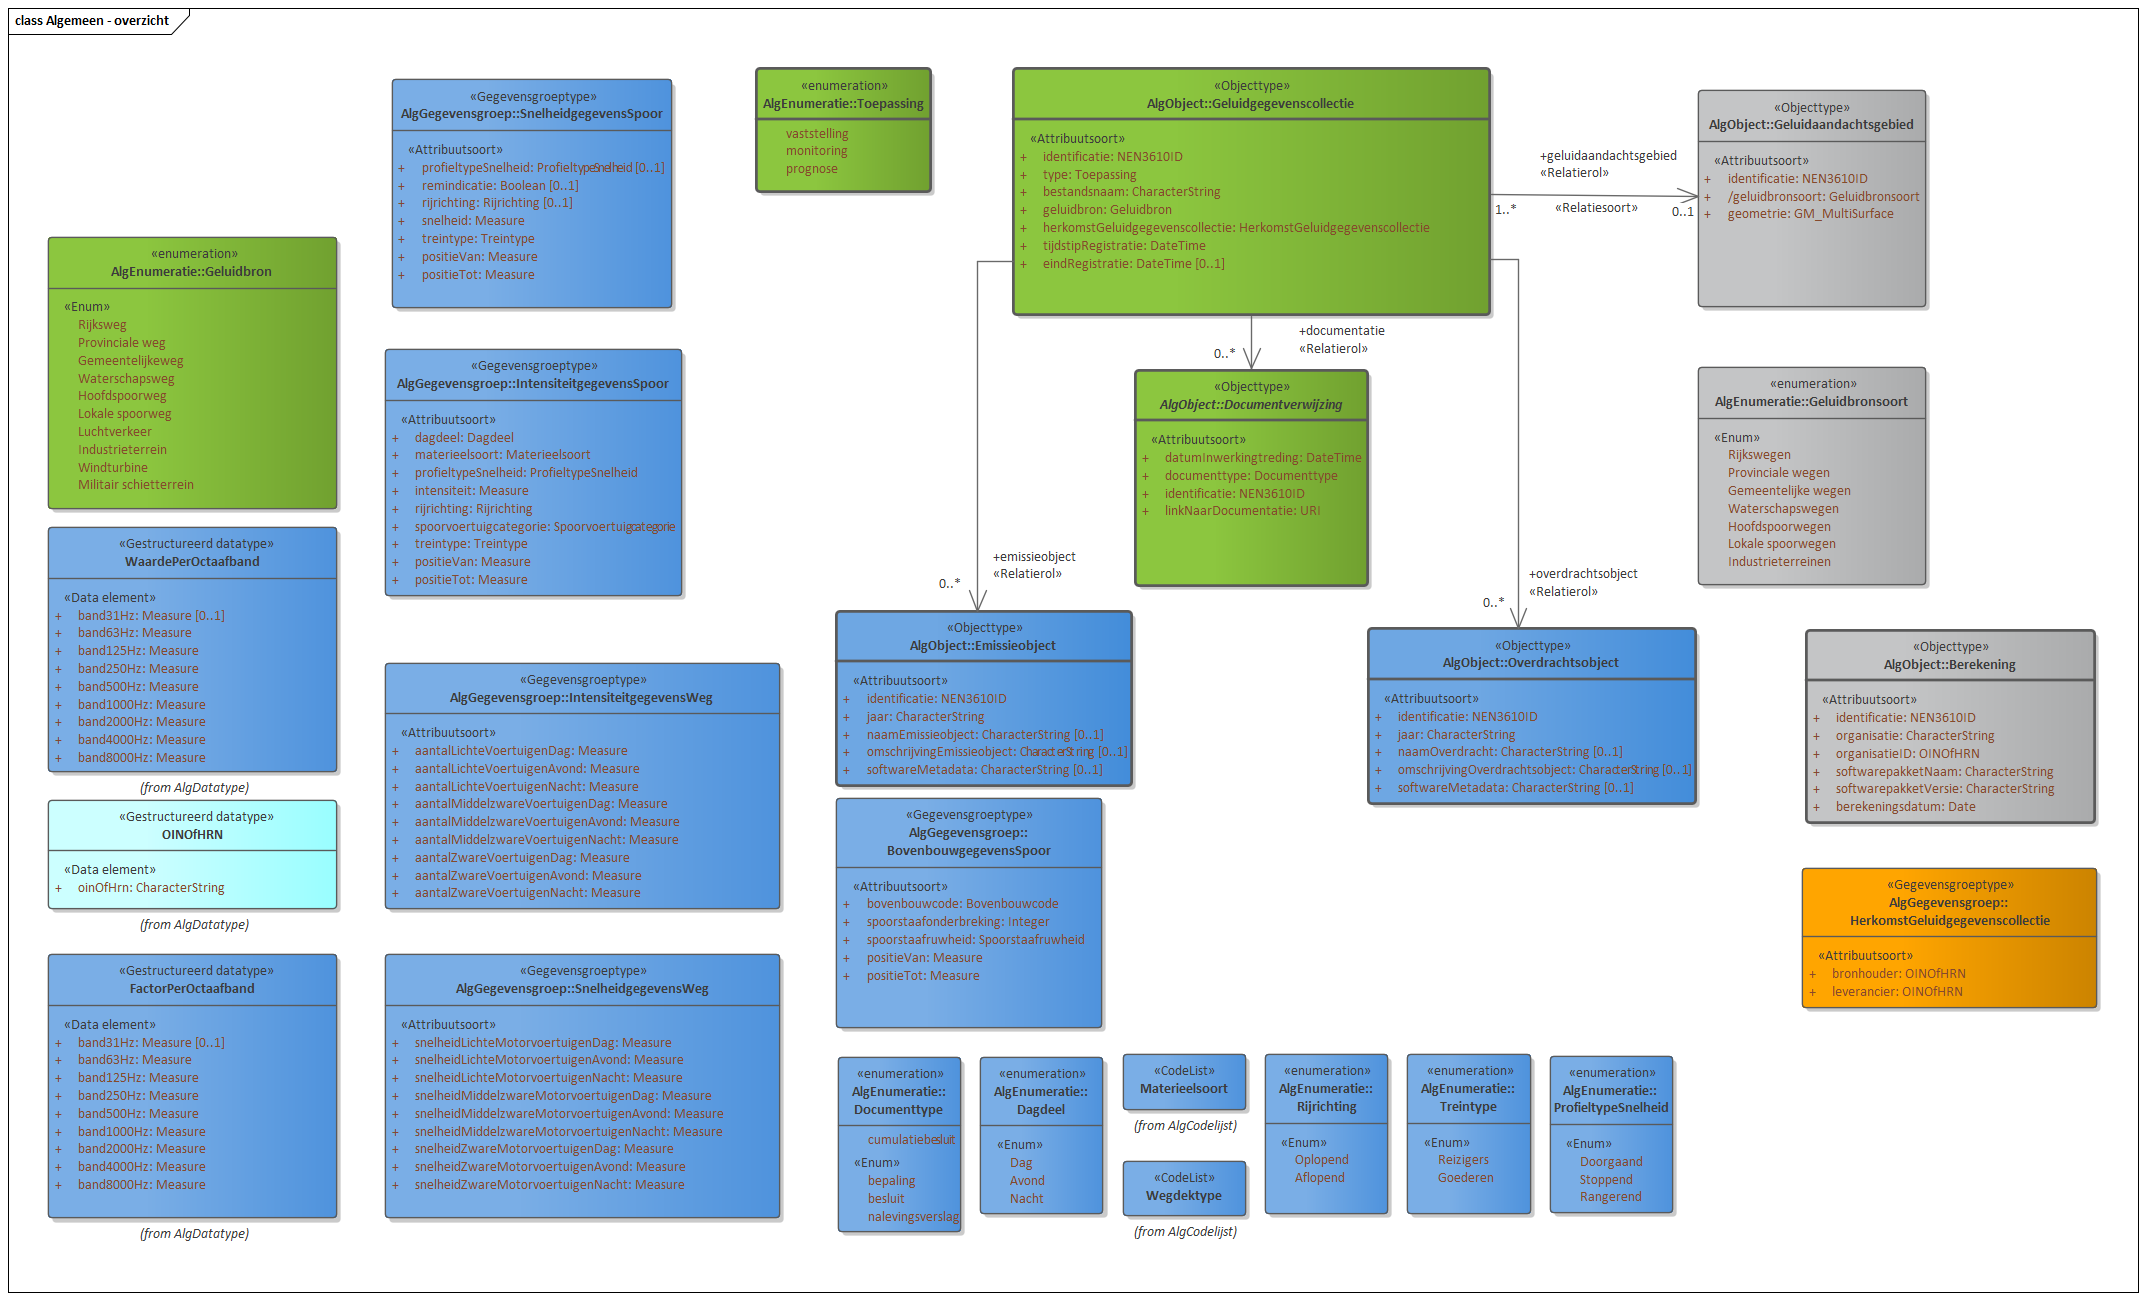 class Algemeen - overzicht
«Gegevensgroeptype»
AlgGegevensgroep::SnelheidgegevensSpoor
«Attribuutsoort»
+ profieltypeSnelheid: ProfieltypeSnelheid [0..1]
+ remindicatie: Boolean [0..1]
+ rijrichting: Rijrichting [0..1]
+ snelheid: Measure
+ treintype: Treintype
+ positieVan: Measure
+ positieTot: Measure
«enumeration»
AlgEnumeratie::Toepassing
vaststelling
monitoring
prognose
«Objecttype»
AlgObject::Geluidgegevenscollectie
«Attribuutsoort»
+ identificatie: NEN3610ID
+ type: Toepassing
+ bestandsnaam: CharacterString
+ geluidbron: Geluidbron
+ herkomstGeluidgegevenscollectie: HerkomstGeluidgegevenscollectie
+ tijdstipRegistratie: DateTime
+ eindRegistratie: DateTime [0..1]
+geluidaandachtsgebied
«Relatierol»
1..*
«Relatiesoort»
0..1
«Objecttype»
AlgObject::Geluidaandachtsgebied
«Attribuutsoort»
+ identificatie: NEN3610ID
+ /geluidbronsoort: Geluidbronsoort
+ geometrie: GM_MultiSurface
«enumeration»
AlgEnumeratie::Geluidbron
«Enum»
Rijksweg
Provinciale weg
Gemeentelijkeweg
Waterschapsweg
Hoofdspoorweg
Lokale spoorweg
Luchtverkeer
Industrieterrein
Windturbine
Militair schietterrein
«Gegevensgroeptype»
AlgGegevensgroep::IntensiteitgegevensSpoor
«Attribuutsoort»
+ dagdeel: Dagdeel
+ materieelsoort: Materieelsoort
+ profieltypeSnelheid: ProfieltypeSnelheid
+ intensiteit: Measure
+ rijrichting: Rijrichting
+ spoorvoertuigcategorie: Spoorvoertuigcategorie
+ treintype: Treintype
+ positieVan: Measure
+ positieTot: Measure
+documentatie
«Relatierol»
0..*
«Objecttype»
AlgObject::Documentverwijzing
«Attribuutsoort»
+ datumInwerkingtreding: DateTime
+ documenttype: Documenttype
+ identificatie: NEN3610ID
+ linkNaarDocumentatie: URI
«enumeration»
AlgEnumeratie::Geluidbronsoort
«Enum»
Rijkswegen
Provinciale wegen
Gemeentelijke wegen
Waterschapswegen
Hoofdspoorwegen
Lokale spoorwegen
Industrieterreinen
+emissieobject
«Relatierol»
0..*
+overdrachtsobject
«Relatierol»
0..*
«Gestructureerd datatype»
WaardePerOctaafband
«Data element»
+ band31Hz: Measure [0..1]
+ band63Hz: Measure
+ band125Hz: Measure
+ band250Hz: Measure
+ band500Hz: Measure
+ band1000Hz: Measure
+ band2000Hz: Measure
+ band4000Hz: Measure
+ band8000Hz: Measure
(from AlgDatatype)
«Objecttype»
AlgObject::Emissieobject
«Attribuutsoort»
+ identificatie: NEN3610ID
+ jaar: CharacterString
+ naamEmissieobject: CharacterString [0..1]
+ omschrijvingEmissieobject: CharacterString [0..1]
+ softwareMetadata: CharacterString [0..1]
«Objecttype»
AlgObject::Overdrachtsobject
«Attribuutsoort»
+ identificatie: NEN3610ID
+ jaar: CharacterString
+ naamOverdracht: CharacterString [0..1]
+ omschrijvingOverdrachtsobject: CharacterString [0..1]
+ softwareMetadata: CharacterString [0..1]
«Objecttype»
AlgObject::Berekening
«Attribuutsoort»
+ identificatie: NEN3610ID
+ organisatie: CharacterString
+ organisatieID: OINOfHRN
+ softwarepakketNaam: CharacterString
+ softwarepakketVersie: CharacterString
+ berekeningsdatum: Date
«Gegevensgroeptype»
AlgGegevensgroep::IntensiteitgegevensWeg
«Attribuutsoort»
+ aantalLichteVoertuigenDag: Measure
+ aantalLichteVoertuigenAvond: Measure
+ aantalLichteVoertuigenNacht: Measure
+ aantalMiddelzwareVoertuigenDag: Measure
+ aantalMiddelzwareVoertuigenAvond: Measure
+ aantalMiddelzwareVoertuigenNacht: Measure
+ aantalZwareVoertuigenDag: Measure
+ aantalZwareVoertuigenAvond: Measure
+ aantalZwareVoertuigenNacht: Measure
«Gestructureerd datatype»
OINOfHRN
«Data element»
+ oinOfHrn: CharacterString
(from AlgDatatype)
«Gegevensgroeptype»
AlgGegevensgroep::
BovenbouwgegevensSpoor
«Attribuutsoort»
+ bovenbouwcode: Bovenbouwcode
+ spoorstaafonderbreking: Integer
+ spoorstaafruwheid: Spoorstaafruwheid
+ positieVan: Measure
+ positieTot: Measure
«Gegevensgroeptype»
AlgGegevensgroep::
HerkomstGeluidgegevenscollectie
«Attribuutsoort»
+ bronhouder: OINOfHRN
+ leverancier: OINOfHRN
«Gestructureerd datatype»
FactorPerOctaafband
«Data element»
+ band31Hz: Measure [0..1]
+ band63Hz: Measure
+ band125Hz: Measure
+ band250Hz: Measure
+ band500Hz: Measure
+ band1000Hz: Measure
+ band2000Hz: Measure
+ band4000Hz: Measure
+ band8000Hz: Measure
(from AlgDatatype)
«Gegevensgroeptype»
AlgGegevensgroep::SnelheidgegevensWeg
«Attribuutsoort»
+ snelheidLichteMotorvoertuigenDag: Measure
+ snelheidLichteMotorvoertuigenAvond: Measure
+ snelheidLichteMotorvoertuigenNacht: Measure
+ snelheidMiddelzwareMotorvoertuigenDag: Measure
+ snelheidMiddelzwareMotorvoertuigenAvond: Measure
+ snelheidMiddelzwareMotorvoertuigenNacht: Measure
+ snelheidZwareMotorvoertuigenDag: Measure
+ snelheidZwareMotorvoertuigenAvond: Measure
+ snelheidZwareMotorvoertuigenNacht: Measure
«enumeration»
AlgEnumeratie::
Documenttype
cumulatiebesluit
«Enum»
bepaling
besluit
nalevingsverslag
«enumeration»
AlgEnumeratie::
Dagdeel
«Enum»
Dag
Avond
Nacht
«CodeList»
Materieelsoort
(from AlgCodelijst)
«CodeList»
Wegdektype
(from AlgCodelijst)
«enumeration»
AlgEnumeratie::
Rijrichting
«Enum»
Oplopend
Aflopend
«enumeration»
AlgEnumeratie::
Treintype
«Enum»
Reizigers
Goederen
«enumeration»
AlgEnumeratie::
ProfieltypeSnelheid
«Enum»
Doorgaand
Stoppend
Rangerend